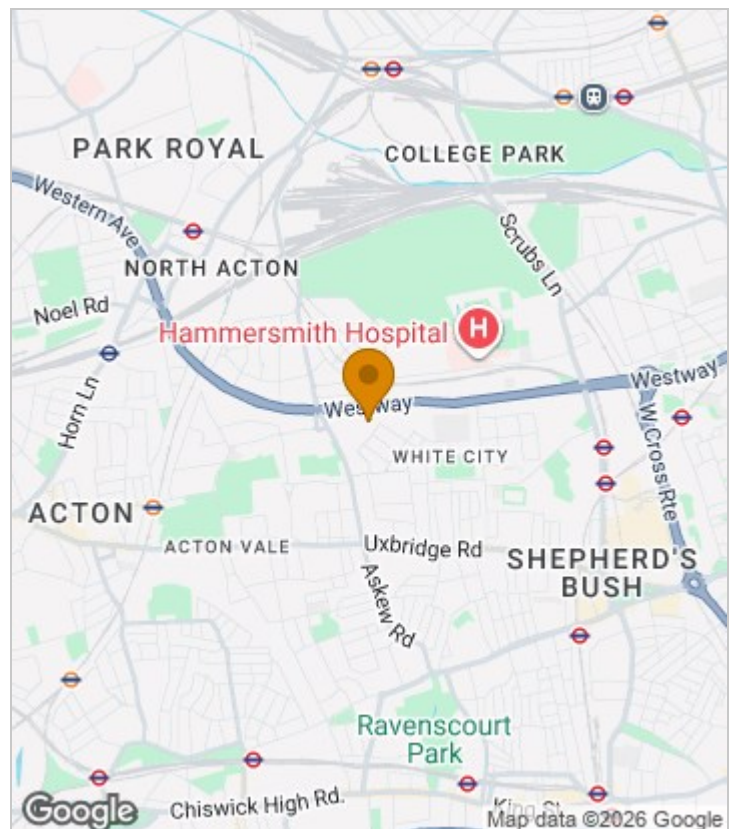 PARK ROYAL
COLLEGE PARK
Western Ave
Scrubs Ln
NORTH ACTON
Noel Rd
Hammersmith Hospital
H
Horn Ln
Westway
Westway
WHITE CITY
W Cross Rte
ACTON
ACTON VALE
Uxbridge Rd
SHEPHERD'S
BUSH
Askew Rd
Ravenscourt
Park
Chiswick High Rd.
King St
Google
Map data ©2026 Google